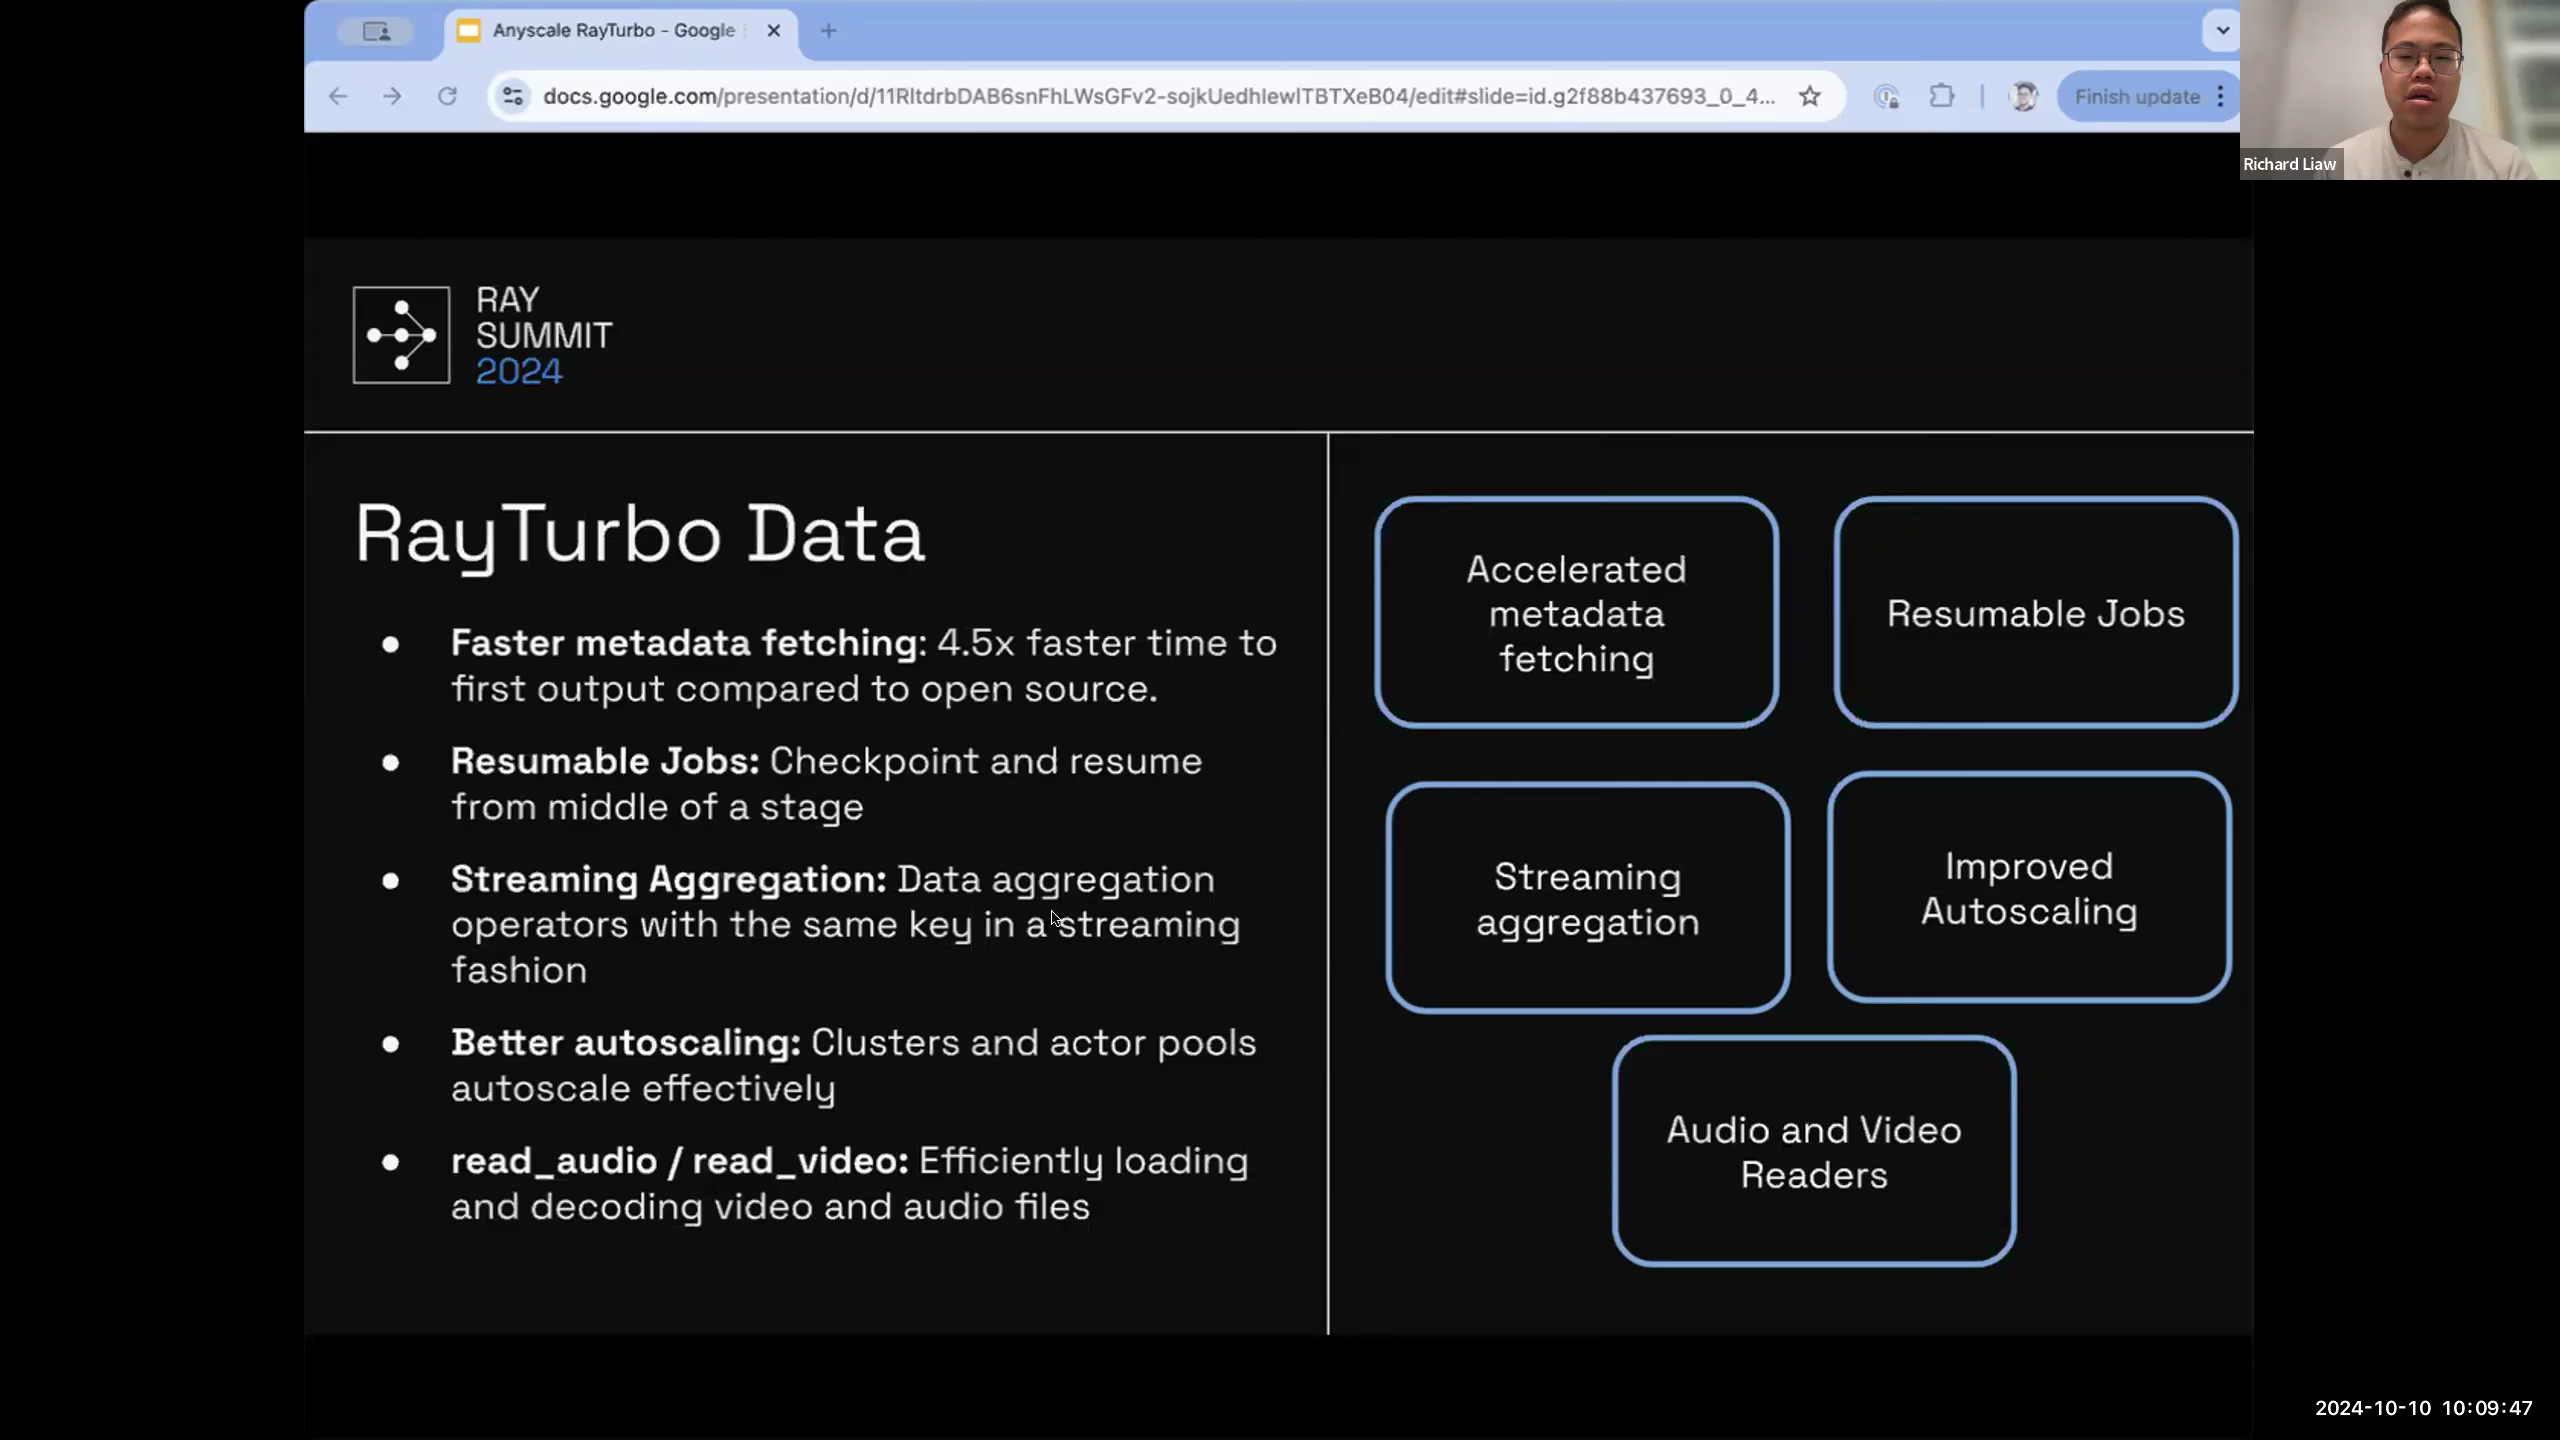 Anyscale RayTurbo - Google
docs.google.com/presentation/d/11RltdrbDAB6snFhLWsGFv2-sojkUedhlewlTBTXeB04/edit#slide=id.g2f88b437693_0_4...
Finish update
Richard Liaw
RAY
SUMMIT
2024
RayTurbo Data
● Faster metadata fetching: 4.5x faster time to
first output compared to open source.
● Resumable Jobs: Checkpoint and resume
from middle of a stage
● Streaming Aggregation: Data aggregation
operators with the same key in a streaming
fashion
● Better autoscaling: Clusters and actor pools
autoscale effectively
● read_audio / read_video: Efficiently loading
and decoding video and audio files
Accelerated
metadata
fetching
Resumable Jobs
Streaming
aggregation
Improved
Autoscaling
Audio and Video
Readers
2024-10-10 10:09:47